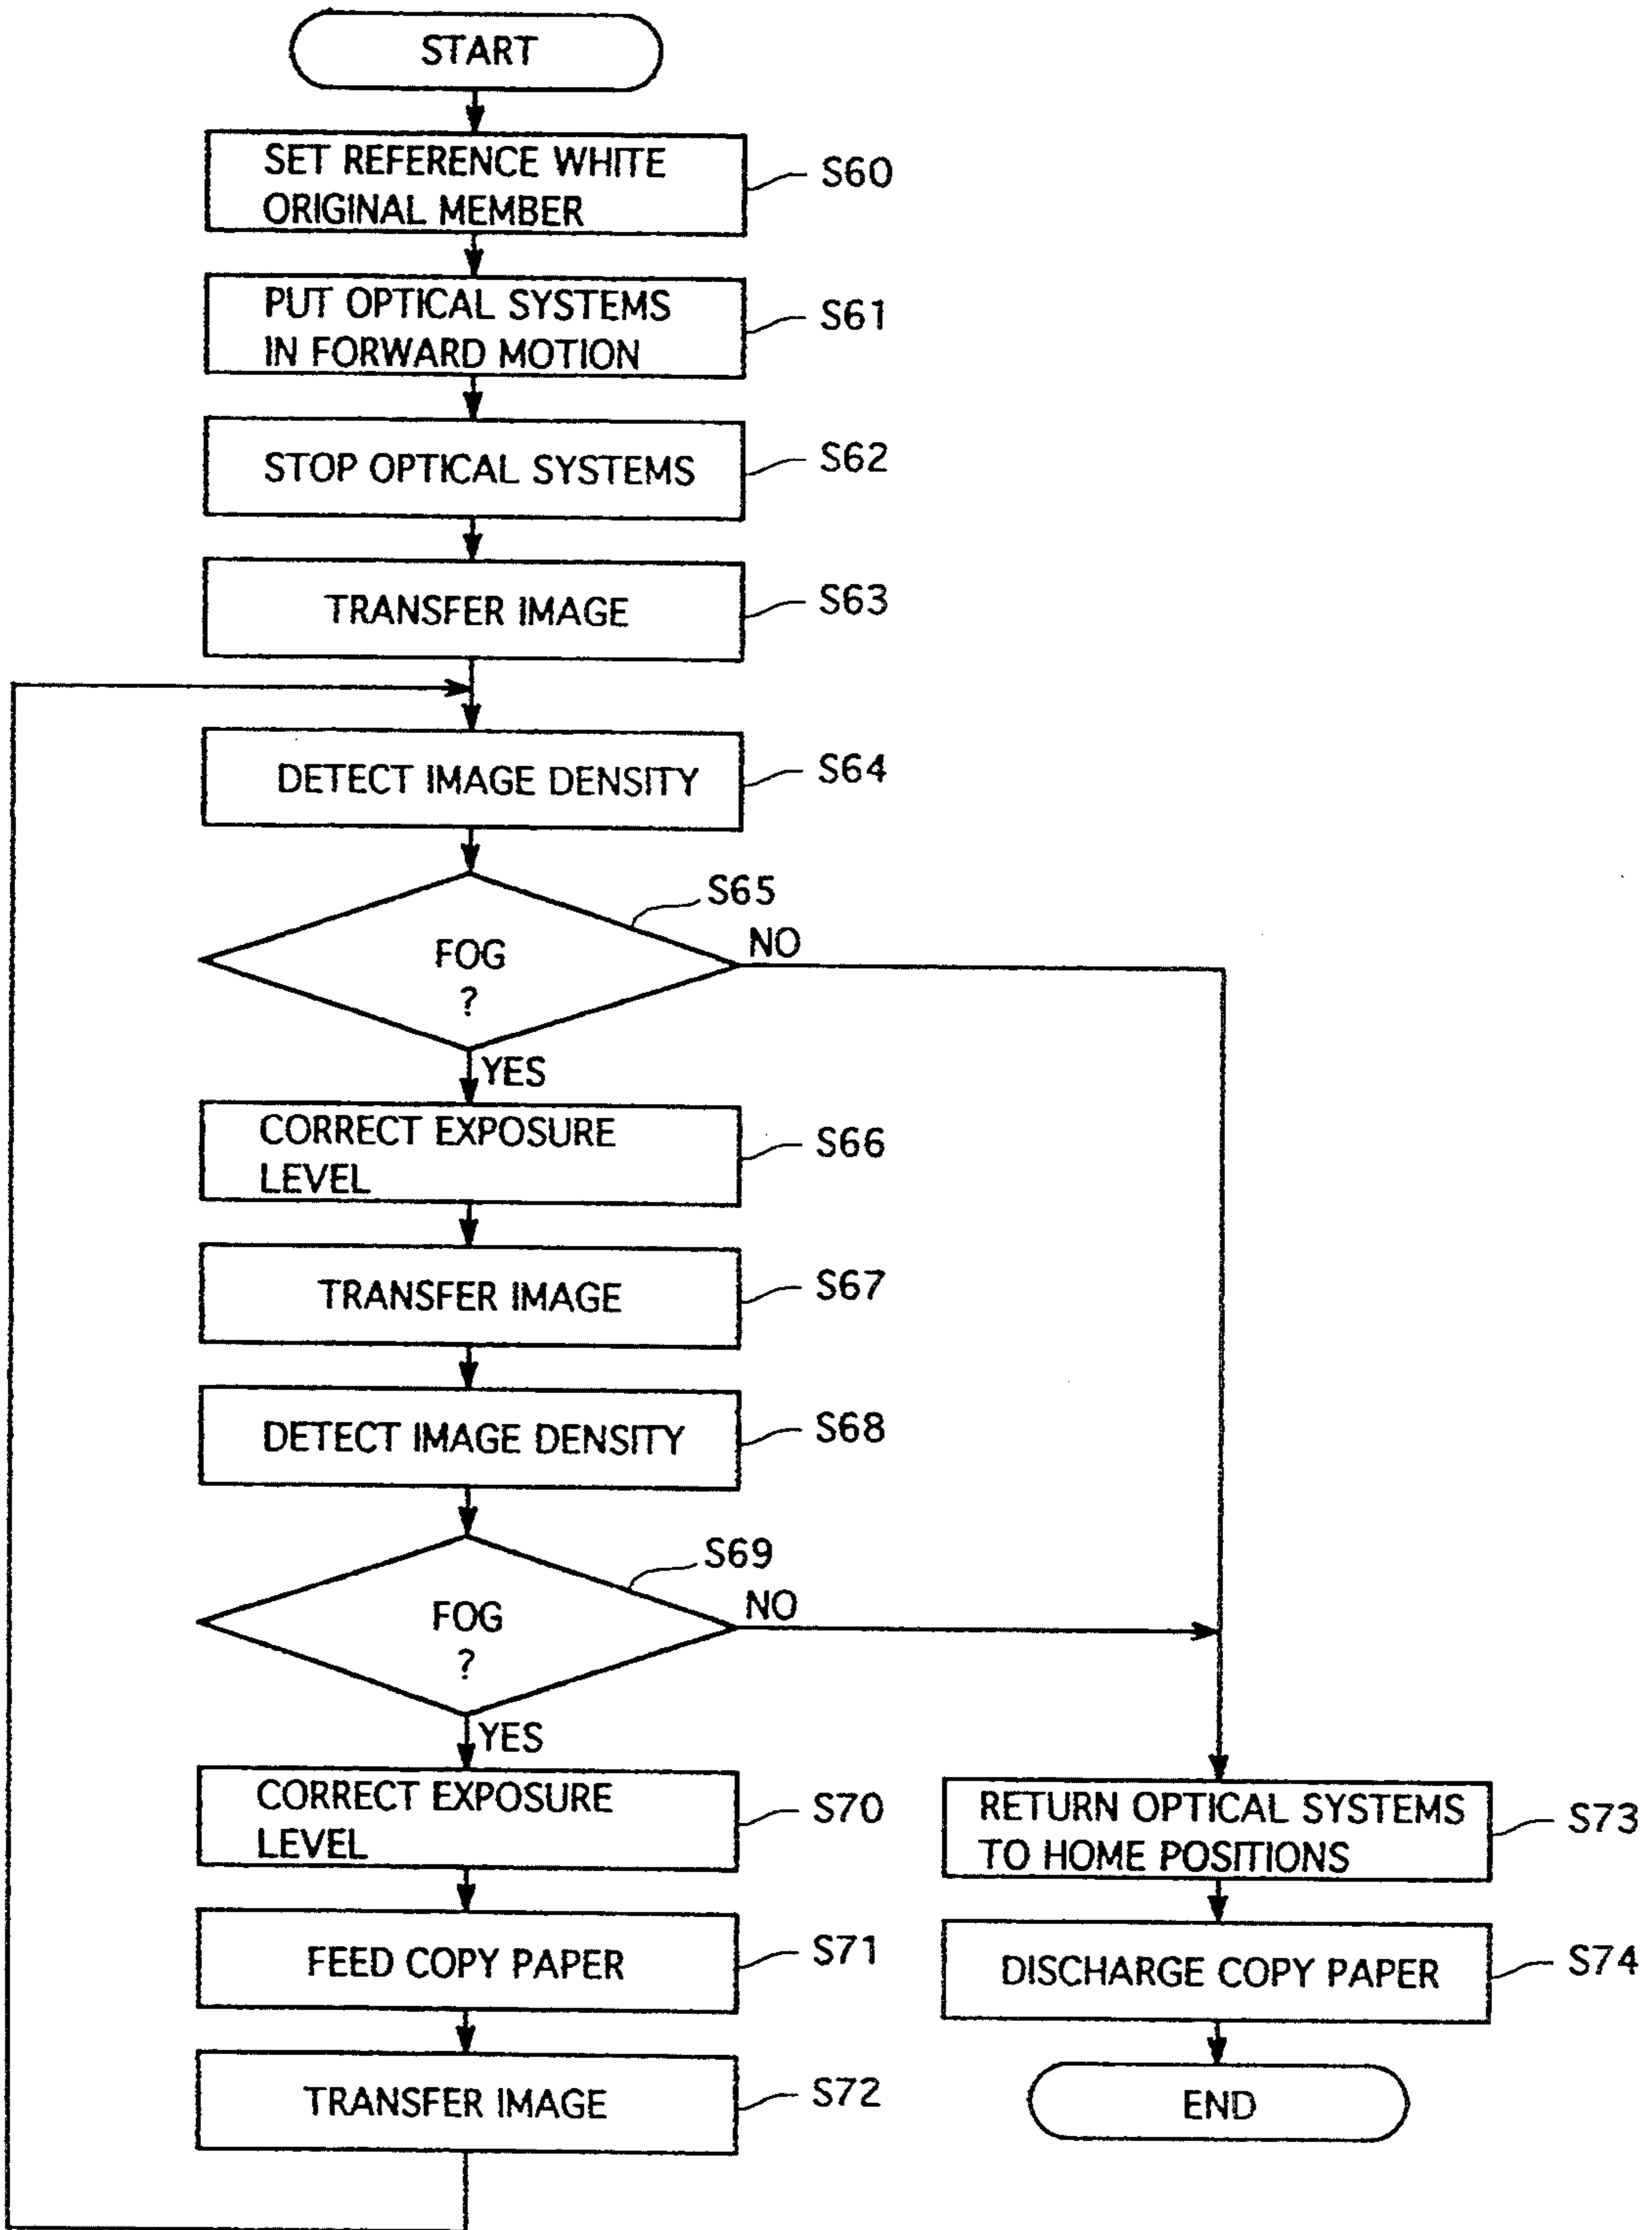 START
SET REFERENCE WHITE
ORIGINAL MEMBER
S60
PUT OPTICAL SYSTEMS
IN FORWARD MOTION
S61
STOP OPTICAL SYSTEMS
S62
TRANSFER IMAGE
S63
DETECT IMAGE DENSITY
S64
S65
FOG
?
NO
YES
CORRECT EXPOSURE
LEVEL
S66
TRANSFER IMAGE
S67
DETECT IMAGE DENSITY
S68
S69
FOG
?
NO
YES
CORRECT EXPOSURE
LEVEL
S70
FEED COPY PAPER
S71
TRANSFER IMAGE
S72
RETURN OPTICAL SYSTEMS
TO HOME POSITIONS
S73
DISCHARGE COPY PAPER
S74
END